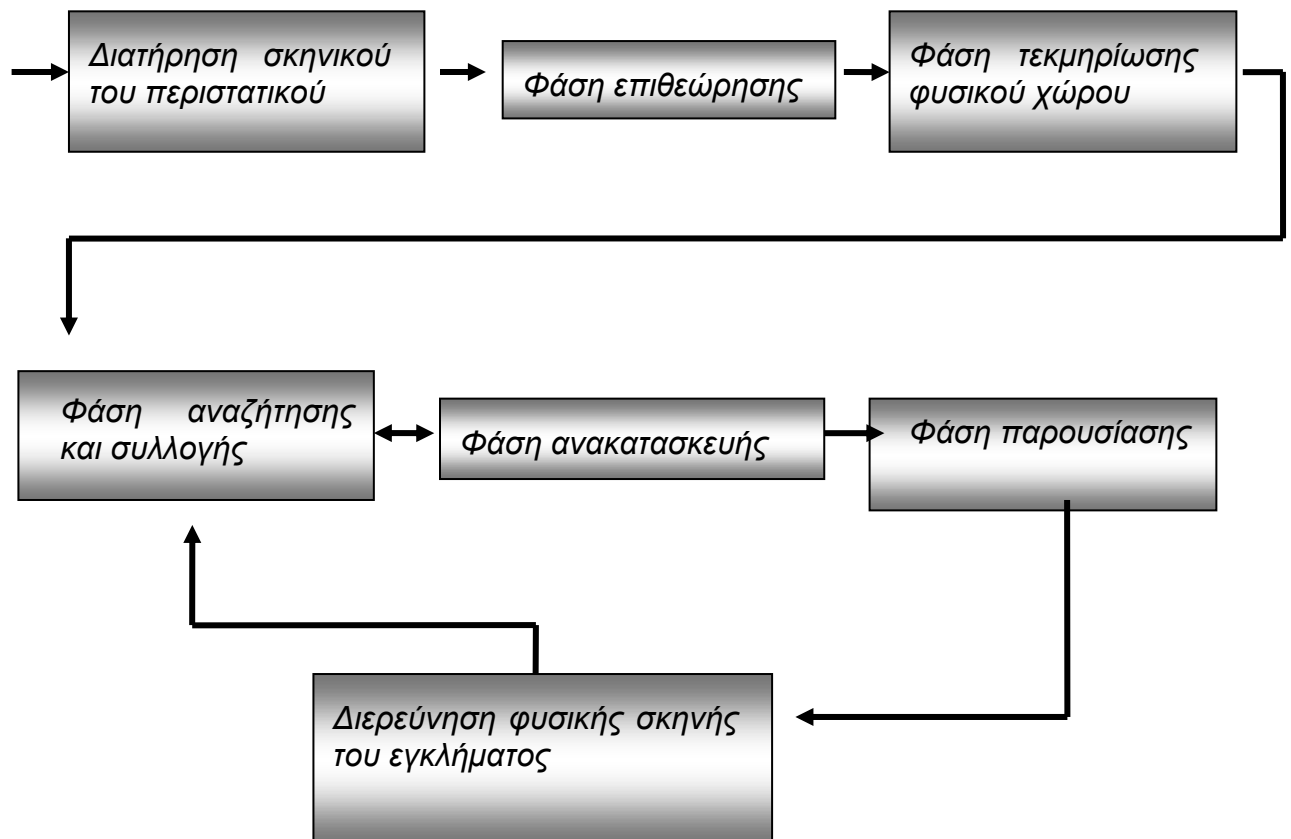 Διατήρηση σκηνικού
του περιστατικού
Φάση επιθεώρησης
Φάση τεκμηρίωσης
φυσικού χώρου
Φάση αναζήτησης
και συλλογής
Φάση ανακατασκευής
Φάση παρουσίασης
Διερεύνηση φυσικής σκηνής
του εγκλήματος